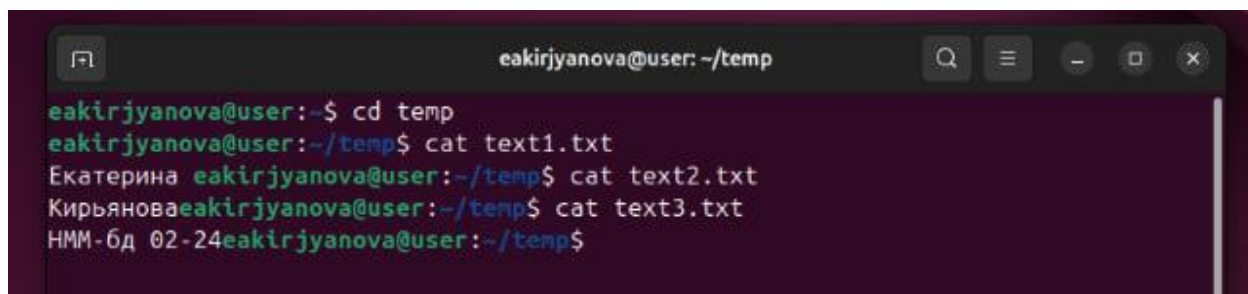 eakirjyanova@user: ~/temp
eakirjyanova@user:~$ cd temp
eakirjyanova@user:~/temp$ cat text1.txt
Екатерина eakirjyanova@user:~/temp$ cat text2.txt
Кирьяноваeakirjyanova@user:~/temp$ cat text3.txt
НММ-бд 02-24eakirjyanova@user:~/temp$